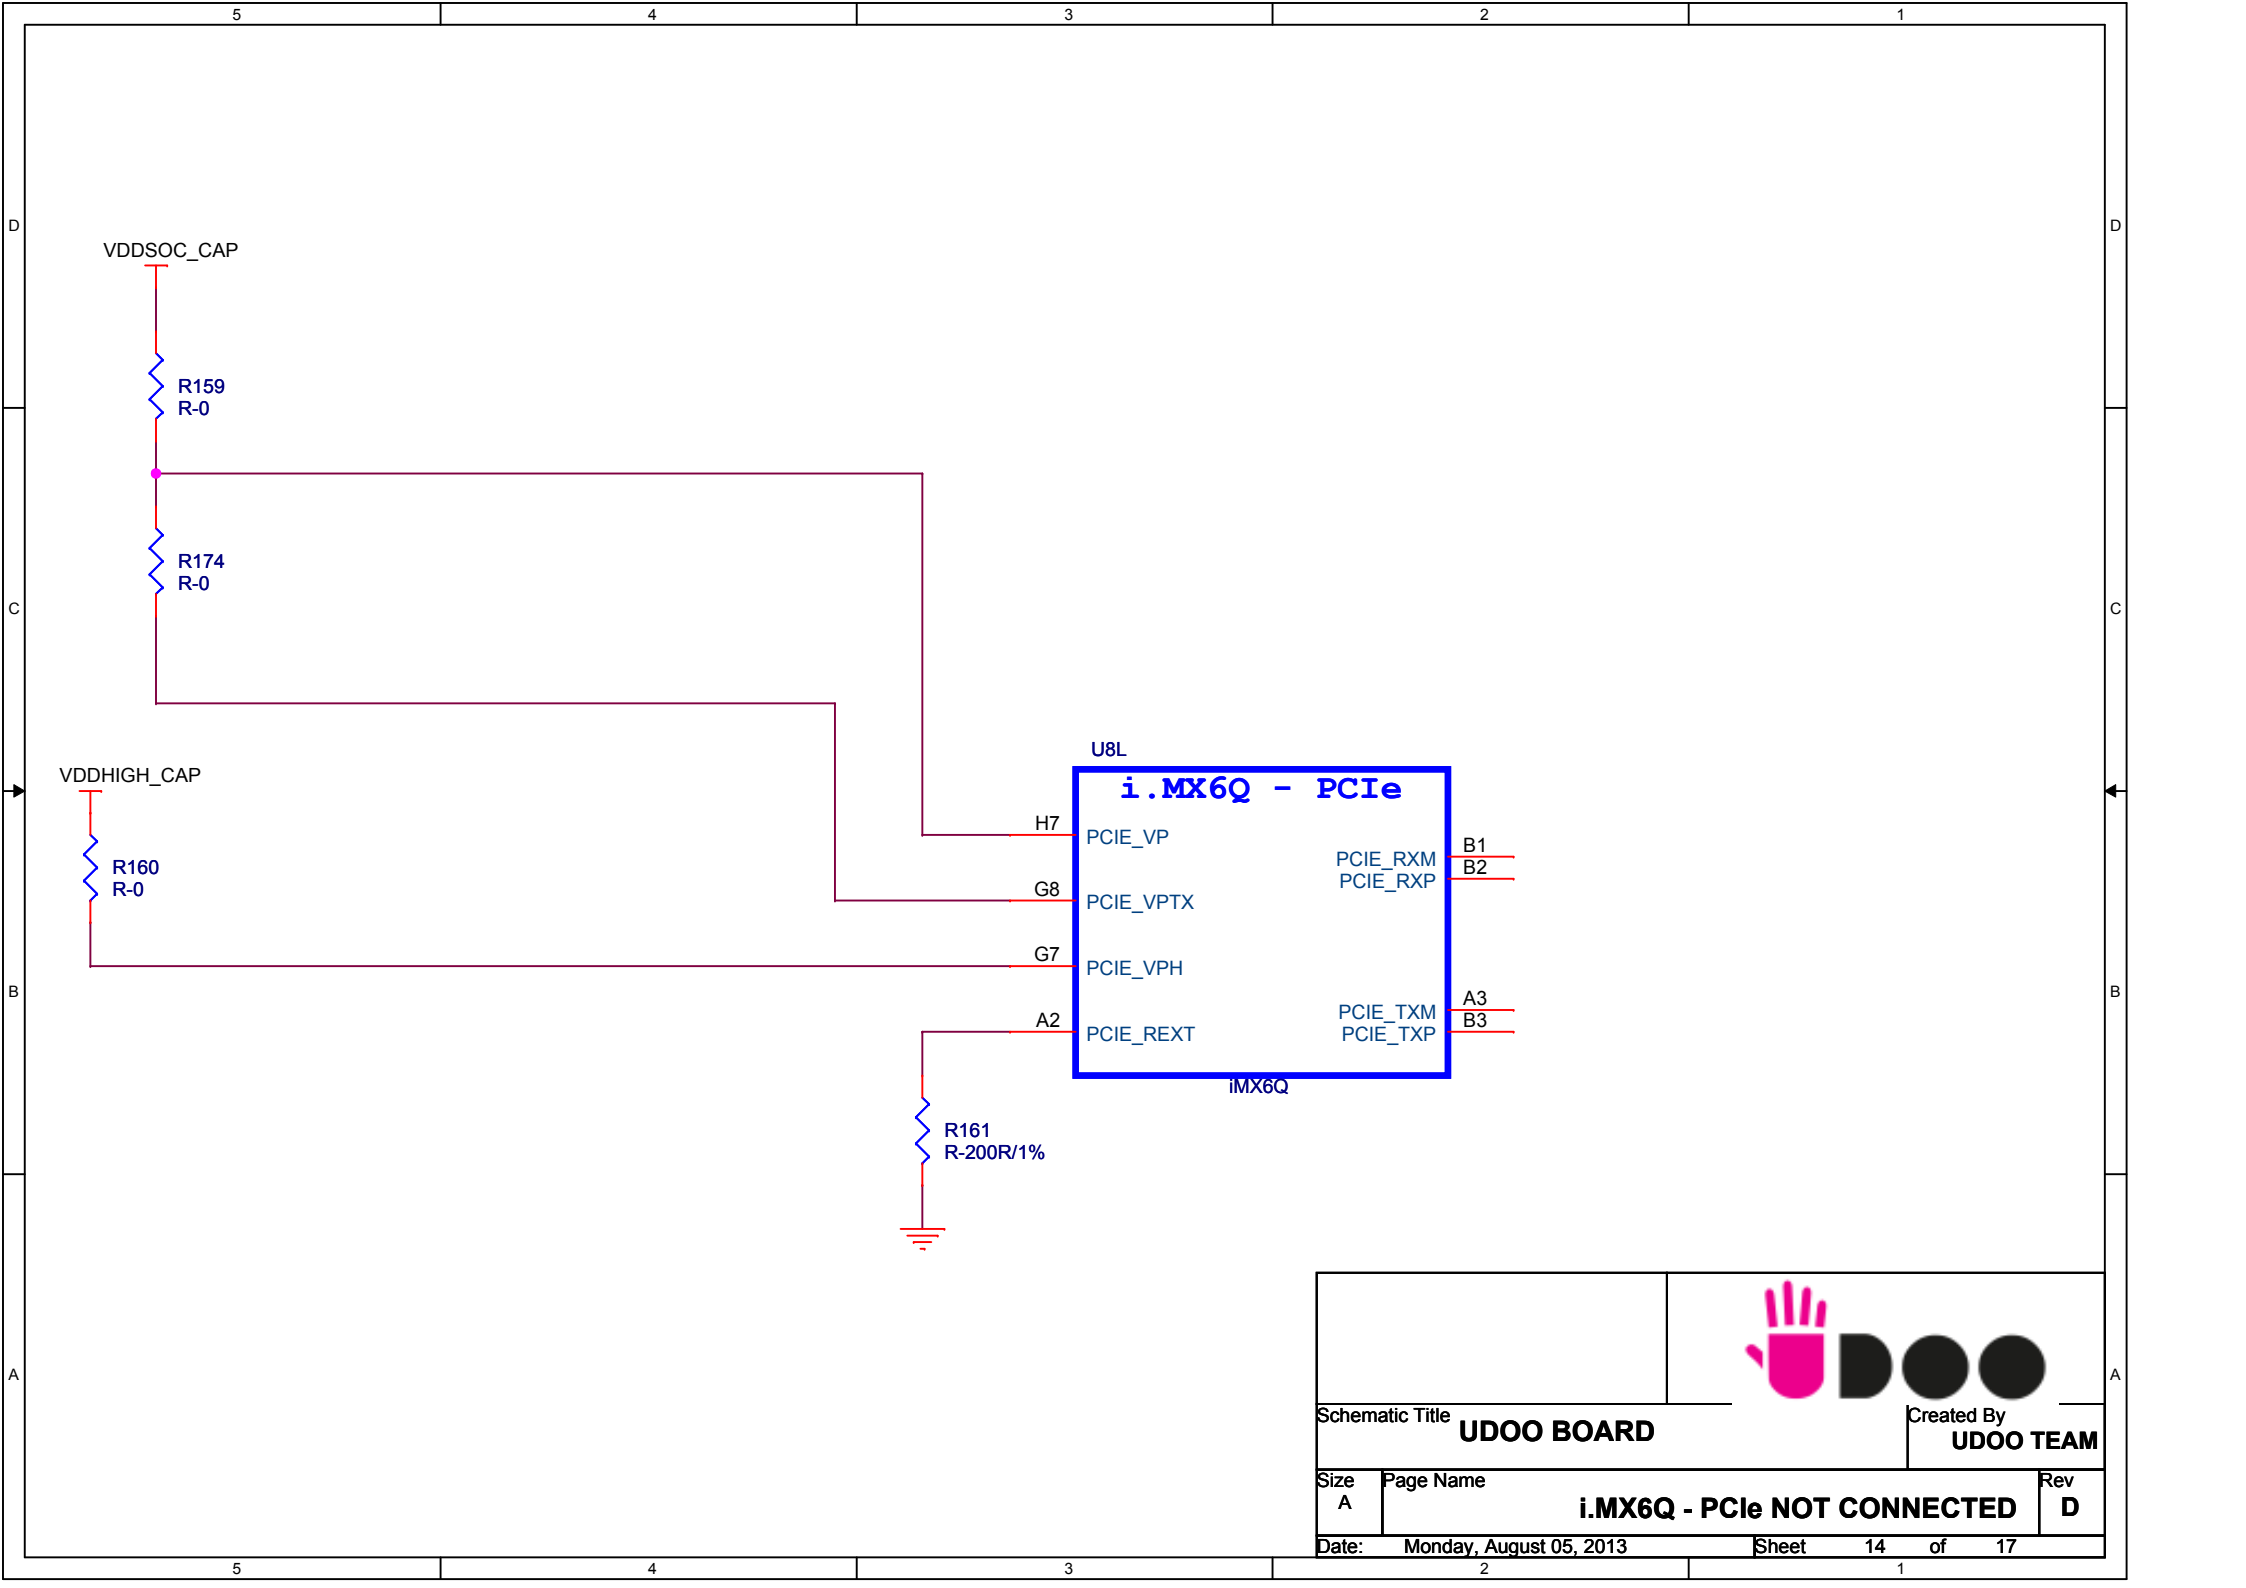 5 4 3 2 1
D D
VDDSOC_CAP
R159
R-0
R174
R-0
C C
VDDHIGH_CAP
R160
R-0
U8L
i.MX6Q - PCIe
H7 PCIE_VP
G8 PCIE_VPTX
G7 PCIE_VPH
A2 PCIE_REXT
PCIE_RXM B1
PCIE_RXP B2
PCIE_TXM A3
PCIE_TXP B3
iMX6Q
B B
R161
R-200R/1%
A A
UDOO
Schematic Title
UDOO BOARD
Created By
UDOO TEAM
Size
A
Page Name
i.MX6Q - PCIe NOT CONNECTED
Rev
D
Date: Monday, August 05, 2013 Sheet 14 of 17
5 4 3 2 1